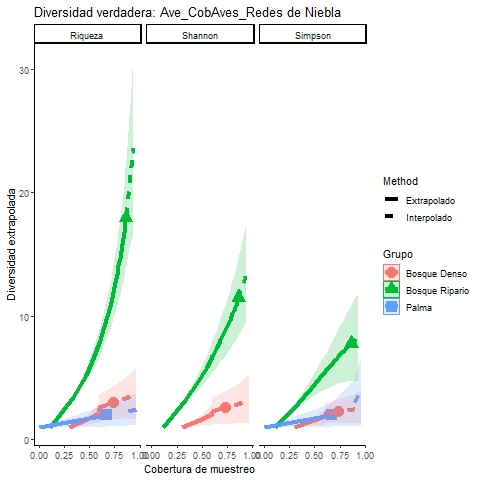 Diversidad verdadera: Ave_CobAves_Redes de Niebla
Riqueza
Shannon
Simpson
Diversidad extrapolada
30
20
10
0
0.00 0.25 0.50 0.75 1.00
0.00 0.25 0.50 0.75 1.00
0.00 0.25 0.50 0.75 1.00
Cobertura de muestreo
Method
Extrapolado
Interpolado
Grupo
Bosque Denso
Bosque Ripario
Palma